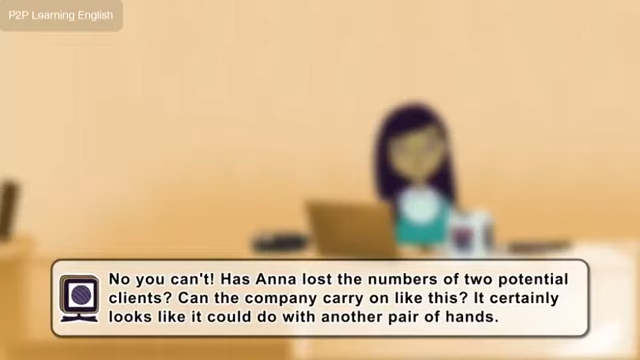 P2P Learning English
No you can't! Has Anna lost the numbers of two potential
clients? Can the company carry on like this? It certainly
looks like it could do with another pair of hands.